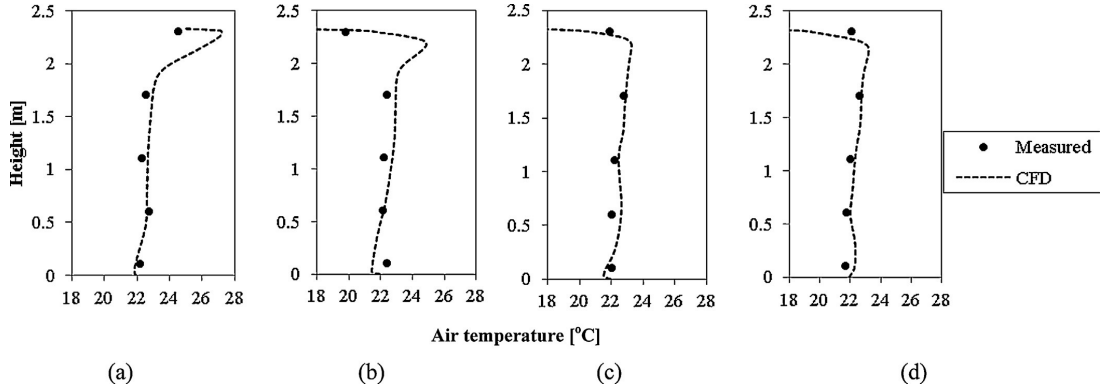 2.5 2.5 2.5 2.5
2 2 2 2
1.5 1.5 1.5 1.5
1 1 1 1
0.5 0.5 0.5 0.5
0 0 0 0
Height [m]
18 20 22 24 26 28 18 20 22 24 26 28 18 20 22 24 26 28 18 20 22 24 26 28
Measured
CFD
Air temperature [°C]
(a) (b) (c) (d)